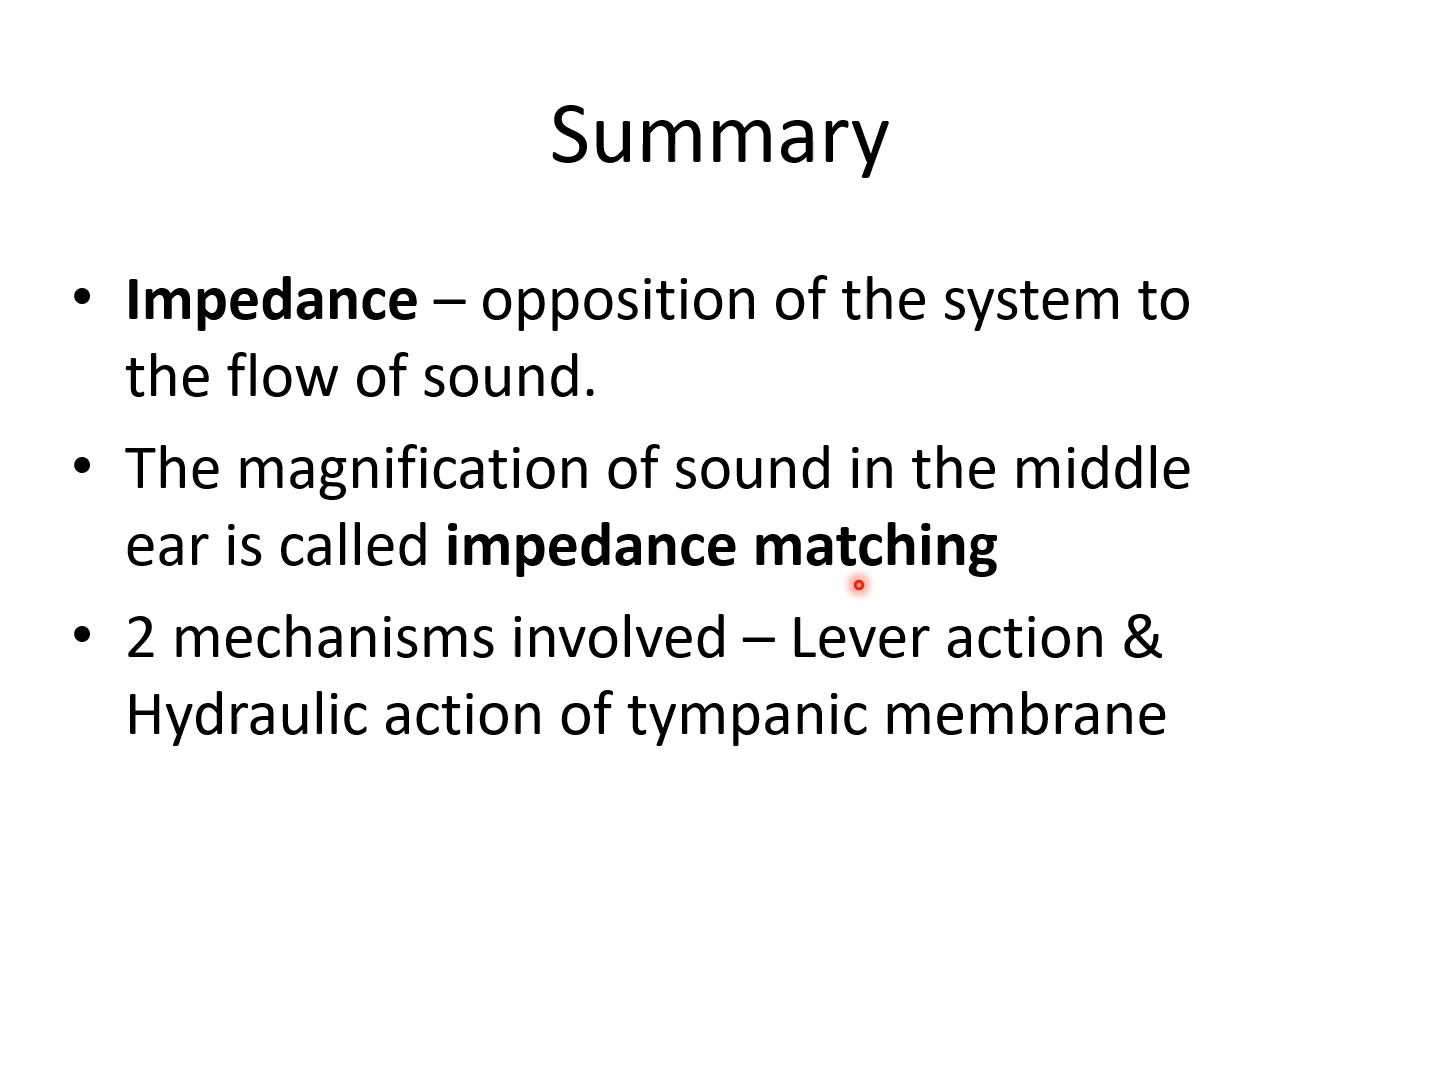 Summary
• Impedance – opposition of the system to
the flow of sound.
• The magnification of sound in the middle
ear is called impedance matching
• 2 mechanisms involved – Lever action &
Hydraulic action of tympanic membrane